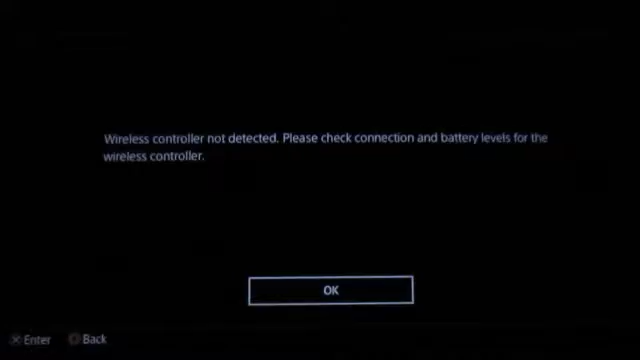 Wireless controller not detected. Please check connection and battery levels for the
wireless controller.
OK
Enter Back